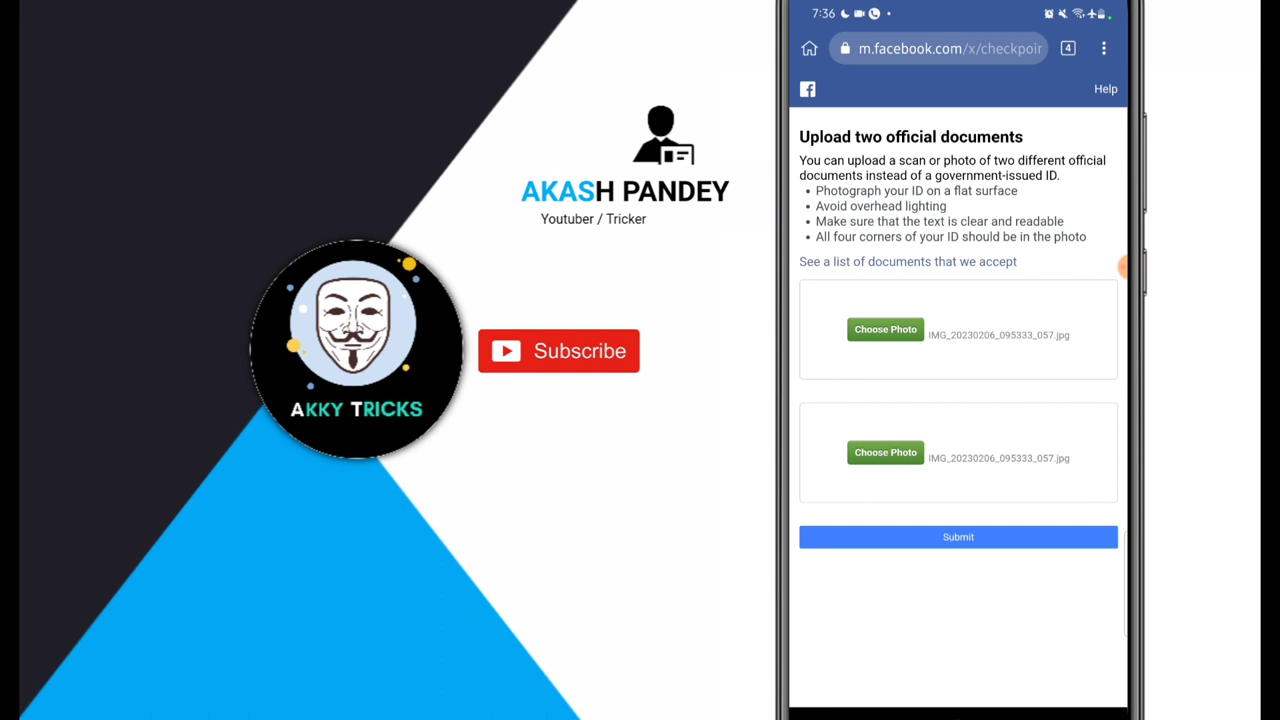 AKASH PANDEY
Youtuber / Tricker
AKKY TRICKS
Subscribe
7:36
m.facebook.com/x/checkpoir
4
Help
Upload two official documents
You can upload a scan or photo of two different official
documents instead of a government-issued ID.
• Photograph your ID on a flat surface
• Avoid overhead lighting
• Make sure that the text is clear and readable
• All four corners of your ID should be in the photo
See a list of documents that we accept
Choose Photo IMG_20230206_095333_057.jpg
Choose Photo IMG_20230206_095333_057.jpg
Submit